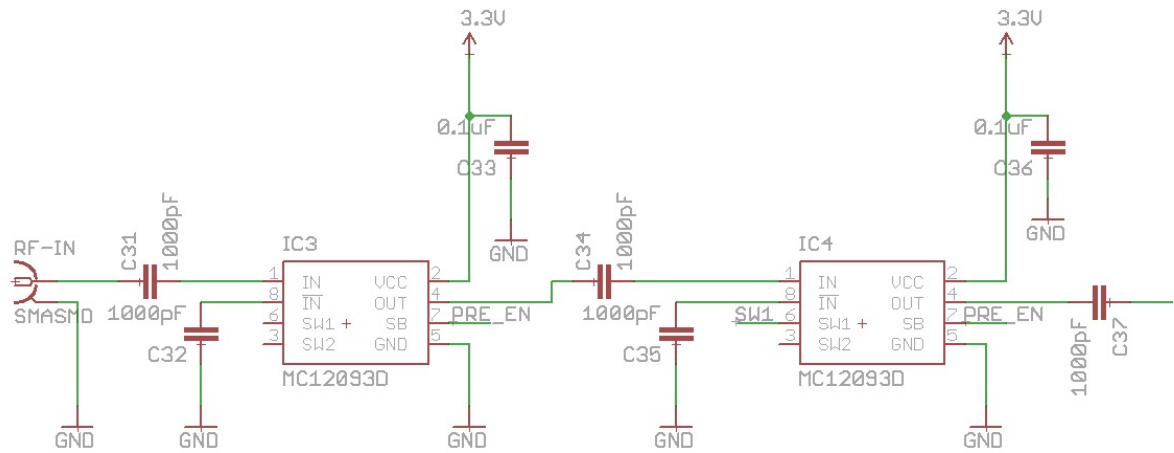 3.3V
3.3V
0.1uF
C33
0.1uF
C36
GND
GND
RF-IN
SMASMD
C31
1000pF
1000pF
C32
IC3
1 IN VCC 2
8 IN OUT 4
6 SW1 + SB 7 PRE_EN
3 SW2 GND 5
MC12093D
C34
1000pF
1000pF
C35
SW1
IC4
1 IN VCC 2
8 IN OUT 4
6 SW1 + SB 7 PRE_EN
3 SW2 GND 5
MC12093D
1000pF
C37
GND
GND
GND
GND
GND